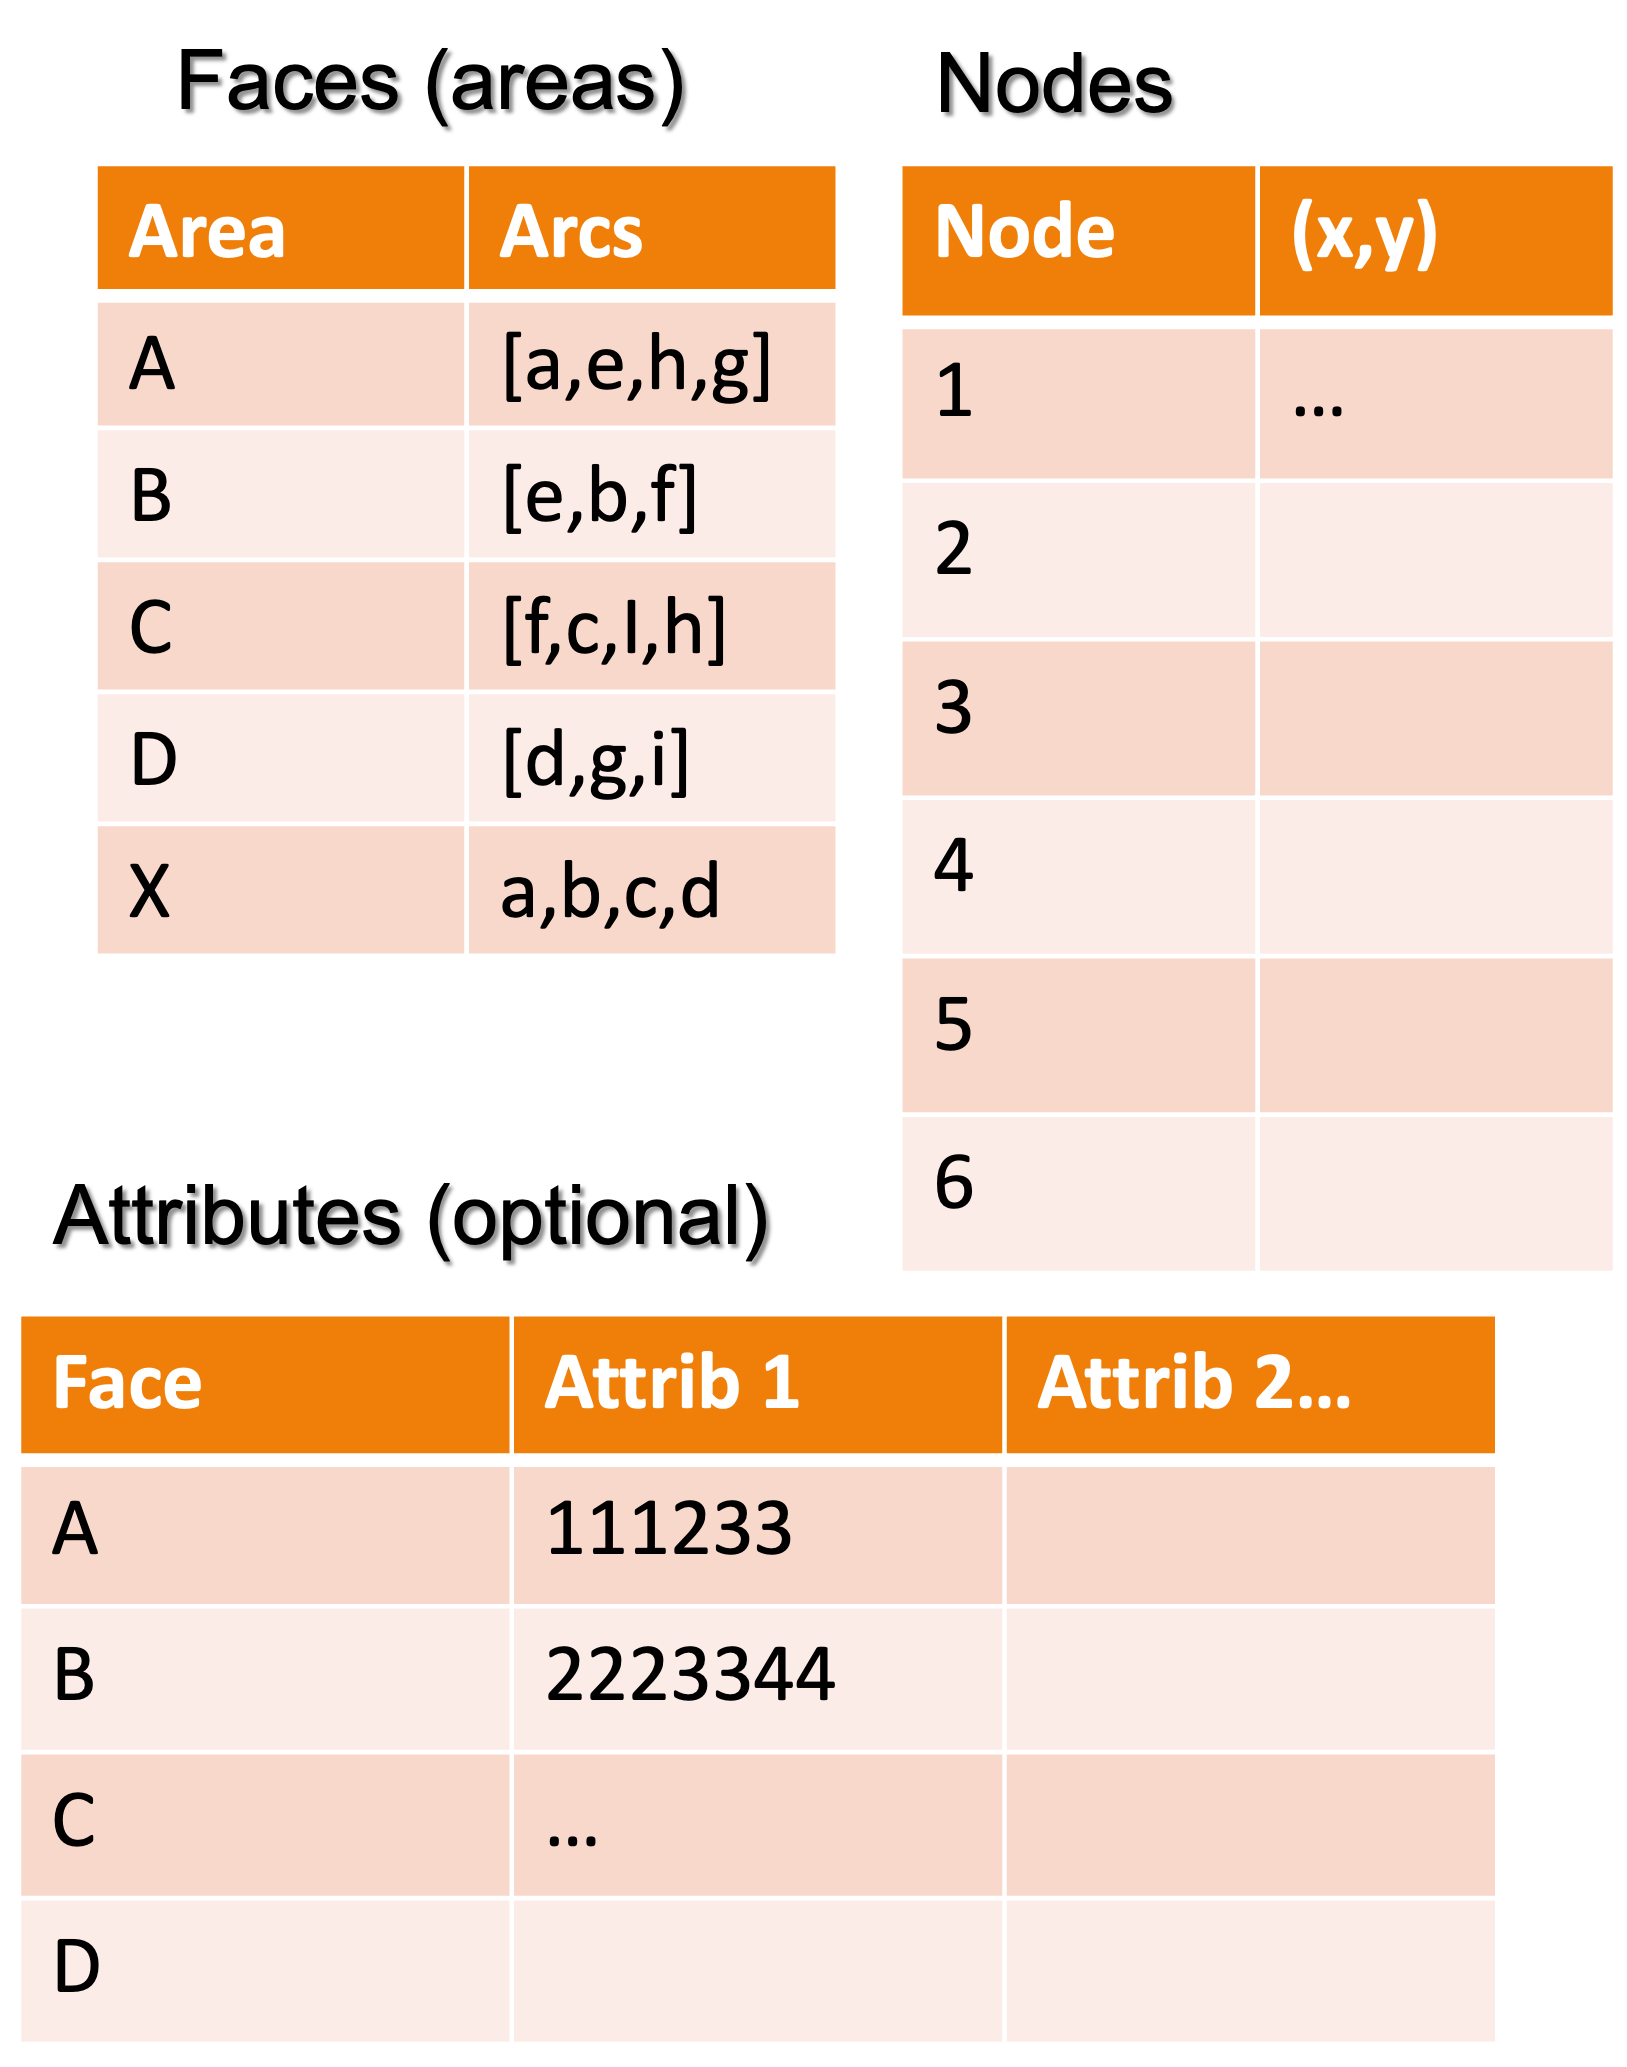 Faces (areas)
Area Arcs
A [a,e,h,g]
B [e,b,f]
C [f,c,I,h]
D [d,g,i]
X a,b,c,d
Nodes
Node (x,y)
1 ...
2
3
4
5
6
Attributes (optional)
Face Attrib 1 Attrib 2...
A 111233
B 2223344
C ...
D